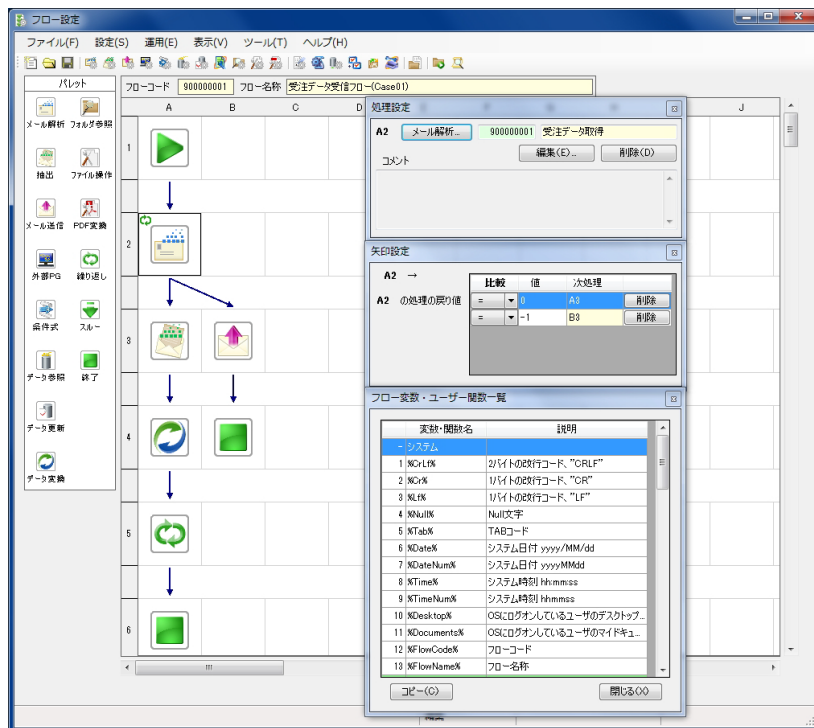 フロー設定
ファイル(F) 設定(S) 運用(E) 表示(V) ツール(T) ヘルプ(H)
パレット
メール解析 フォルダ参照
抽出 ファイル操作
メール送信 PDF変換
外部PG 繰り返し
条件式 スルー
データ参照 終了
データ更新
データ変換
フローコード 900000001 フロー名称 受注データ受信フロー(Case01)
A B C D J
1
2
3
4
5
6
処理設定
A2 メール解析... 900000001 受注データ取得
編集(E)... 削除(D)
コメント
矢印設定
A2 →
A2 の処理の戻り値
比較 値 次処理
= 0 A3 削除
= -1 B3 削除
フロー変数・ユーザー関数一覧
変数・関数名 説明
- システム
1 %CrLf% 2バイトの改行コード、"CRLF"
2 %Cr% 1バイトの改行コード、"CR"
3 %Lf% 1バイトの改行コード、"LF"
4 %Null% Null文字
5 %Tab% TABコード
6 %Date% システム日付 yyyy/MM/dd
7 %DateNum% システム日付 yyyyMMdd
8 %Time% システム時刻 hh:mm:ss
9 %TimeNum% システム時刻 hhmmss
10 %Desktop% OSにログオンしているユーザのデスクトップ...
11 %Documents% OSにログオンしているユーザのマイドキュ...
12 %FlowCode% フローコード
13 %FlowName% フロー名称
コピー(C) 閉じる(X)